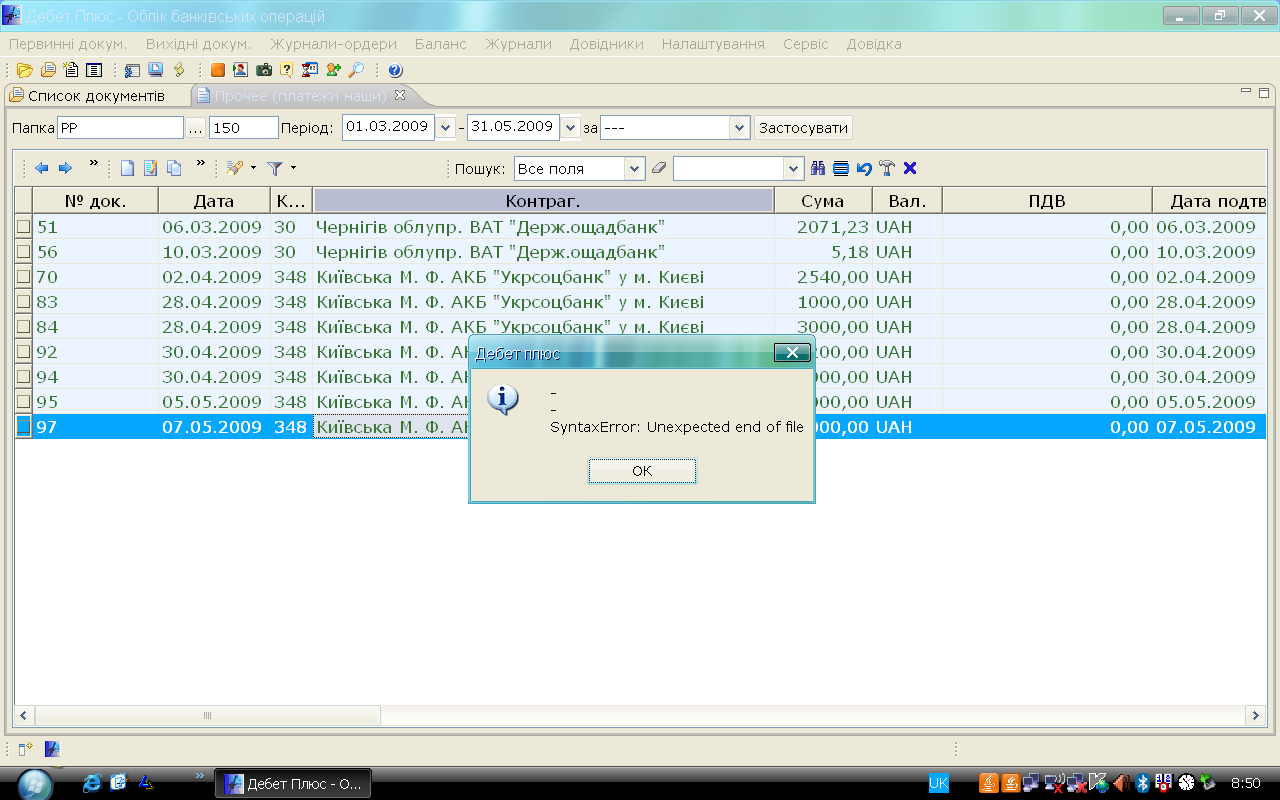 Дебет Плюс - Облік банківських операцій
Первинні докум. Вихідні докум. Журнали-ордери Баланс Журнали Довідники Налаштування Сервіс Довідка
Список документів Прочее (платежи наши)
Папка PP ... 150 Період: 01.03.2009 - 31.05.2009 за --- Застосувати
» » Пошук: Все поля
№ док. Дата К... Контраг. Сума Вал. ПДВ Дата подтв
51 06.03.2009 30 Чернігів облупр. ВАТ "Держ.ощадбанк" 2071,23 UAH 0,00 06.03.2009
56 10.03.2009 30 Чернігів облупр. ВАТ "Держ.ощадбанк" 5,18 UAH 0,00 10.03.2009
70 02.04.2009 348 Київська М. Ф. АКБ "Укрсоцбанк" у м. Києві 2540,00 UAH 0,00 02.04.2009
83 28.04.2009 348 Київська М. Ф. АКБ "Укрсоцбанк" у м. Києві 1000,00 UAH 0,00 28.04.2009
84 28.04.2009 348 Київська М. Ф. АКБ "Укрсоцбанк" у м. Києві 3000,00 UAH 0,00 28.04.2009
92 30.04.2009 348 Київська М. Ф. 00,00 UAH 0,00 30.04.2009
94 30.04.2009 348 Київська М. Ф. 00,00 UAH 0,00 30.04.2009
95 05.05.2009 348 Київська М. Ф. 00,00 UAH 0,00 05.05.2009
97 07.05.2009 348 Київська М. Ф. 00,00 UAH 0,00 07.05.2009
Дебет плюс
-
-
SyntaxError: Unexpected end of file
OK
» Дебет Плюс - О... UK 8:50